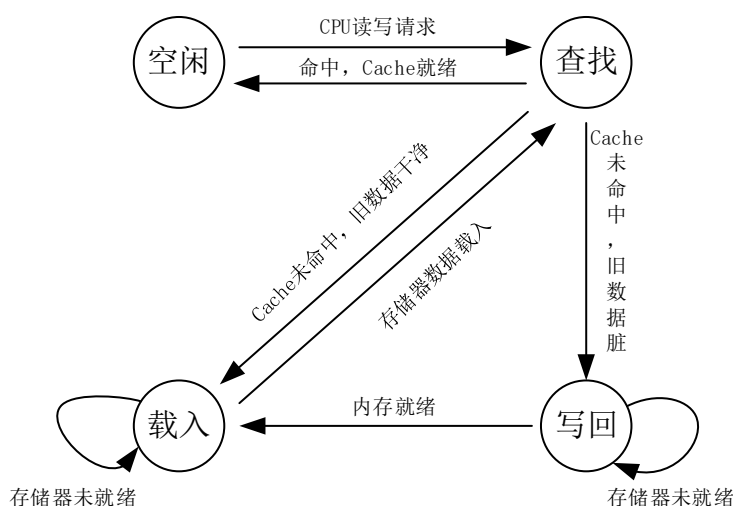 CPU读写请求
空闲
查找
命中，Cache就绪
Cache
未
命
中
，
旧
数
据
脏
Cache未命中，旧数据干净
存储器数据载入
载入
内存就绪
写回
存储器未就绪
存储器未就绪